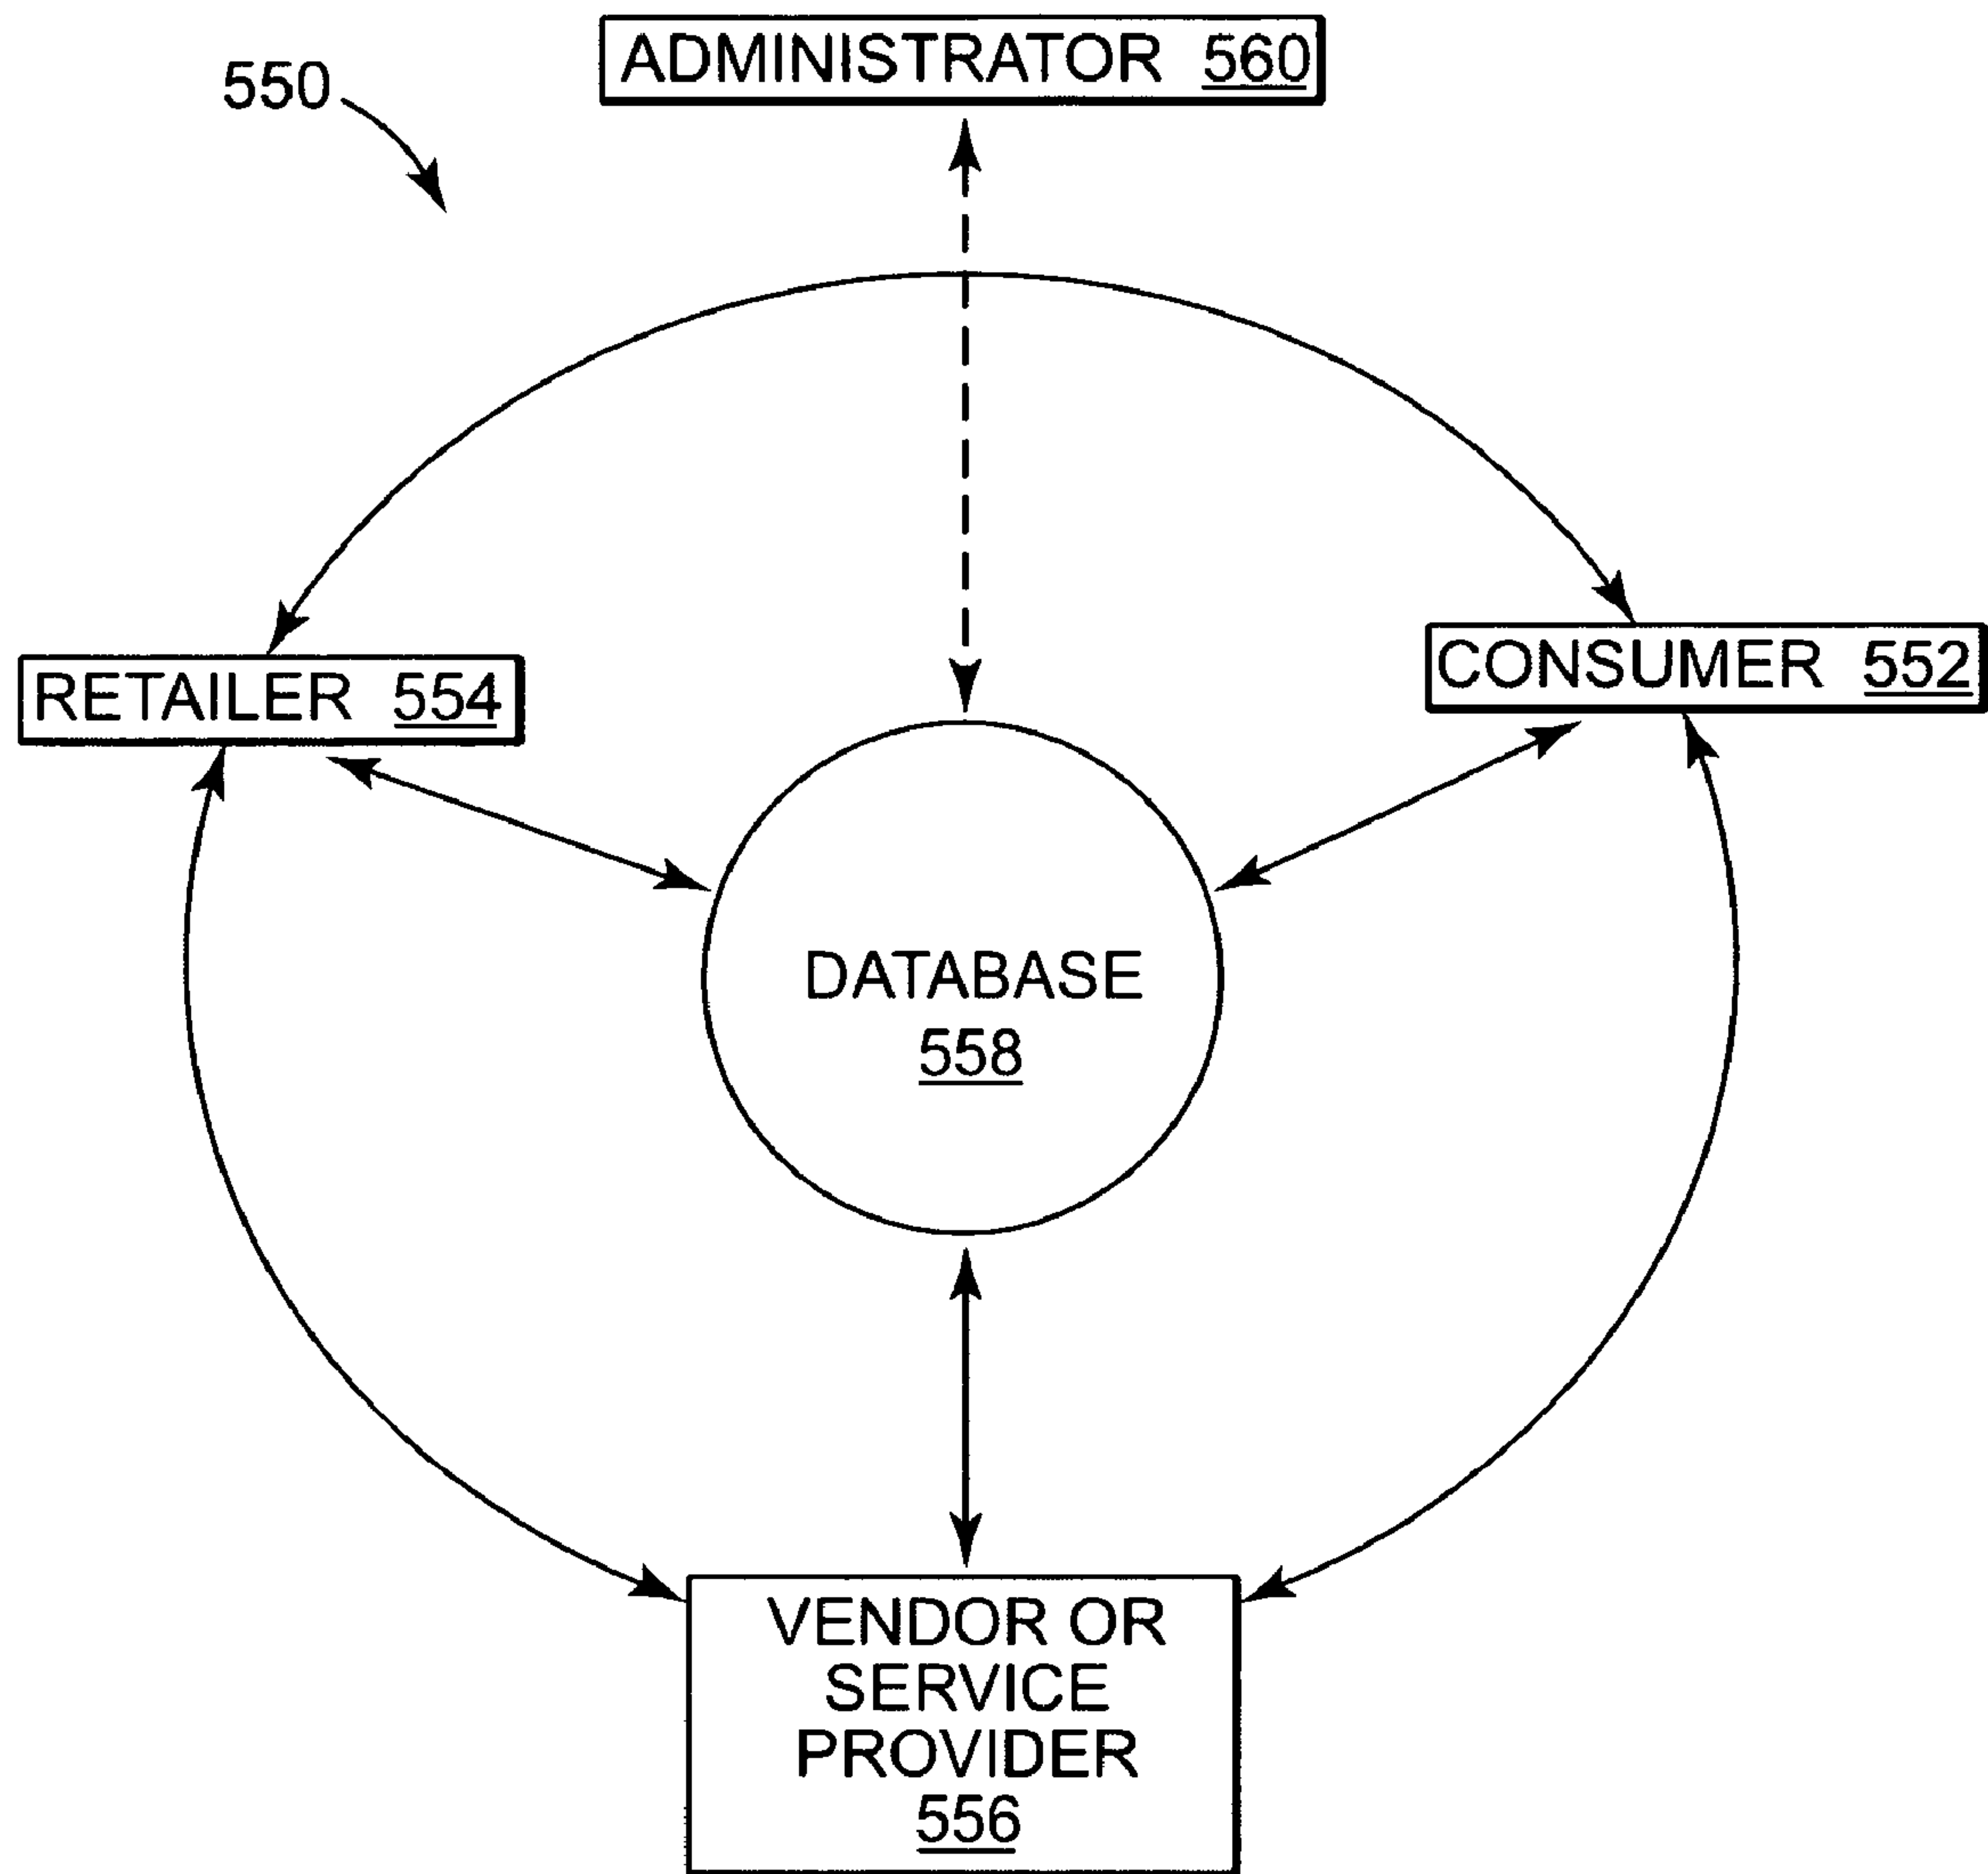 ADMINISTRATOR 560
550
RETAILER 554
CONSUMER 552
DATABASE
558
VENDOR OR
SERVICE
PROVIDER
556